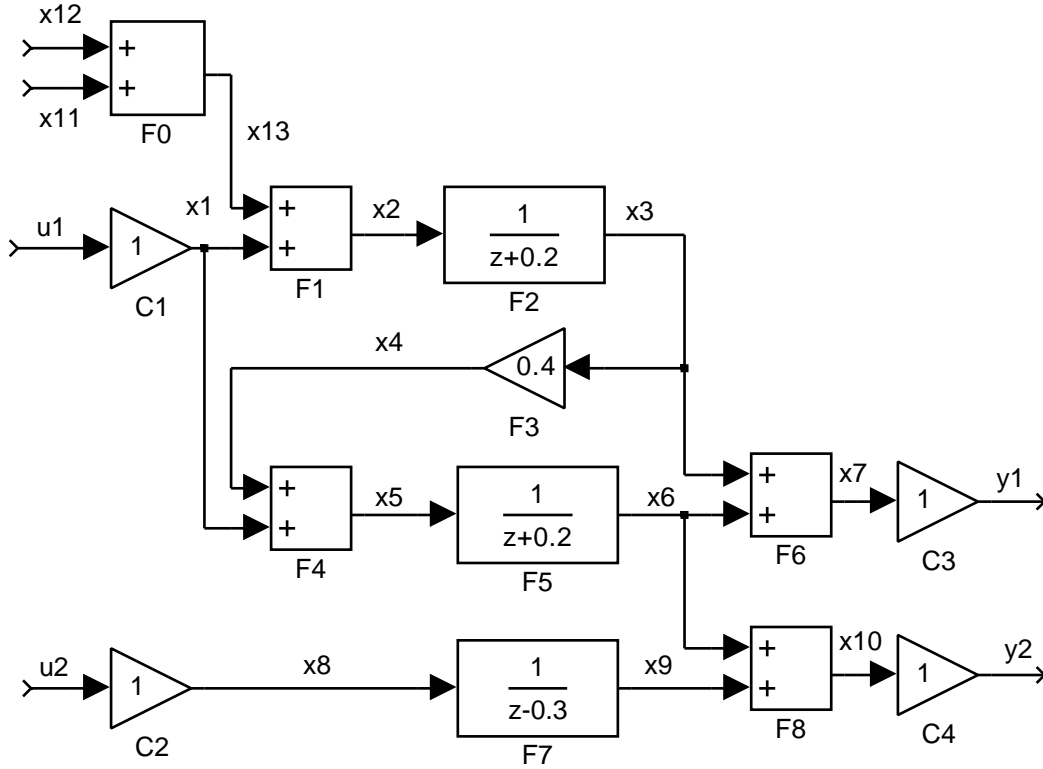 x12
+
+
x11
F0
x13
x1
u1
1
C1
+
+
F1
x2
1
z+0.2
F2
x3
x4
0.4
F3
+
+
F4
x5
1
z+0.2
F5
x6
+
+
F6
x7
1
C3
y1
u2
1
C2
x8
1
z-0.3
F7
x9
+
+
F8
x10
1
C4
y2